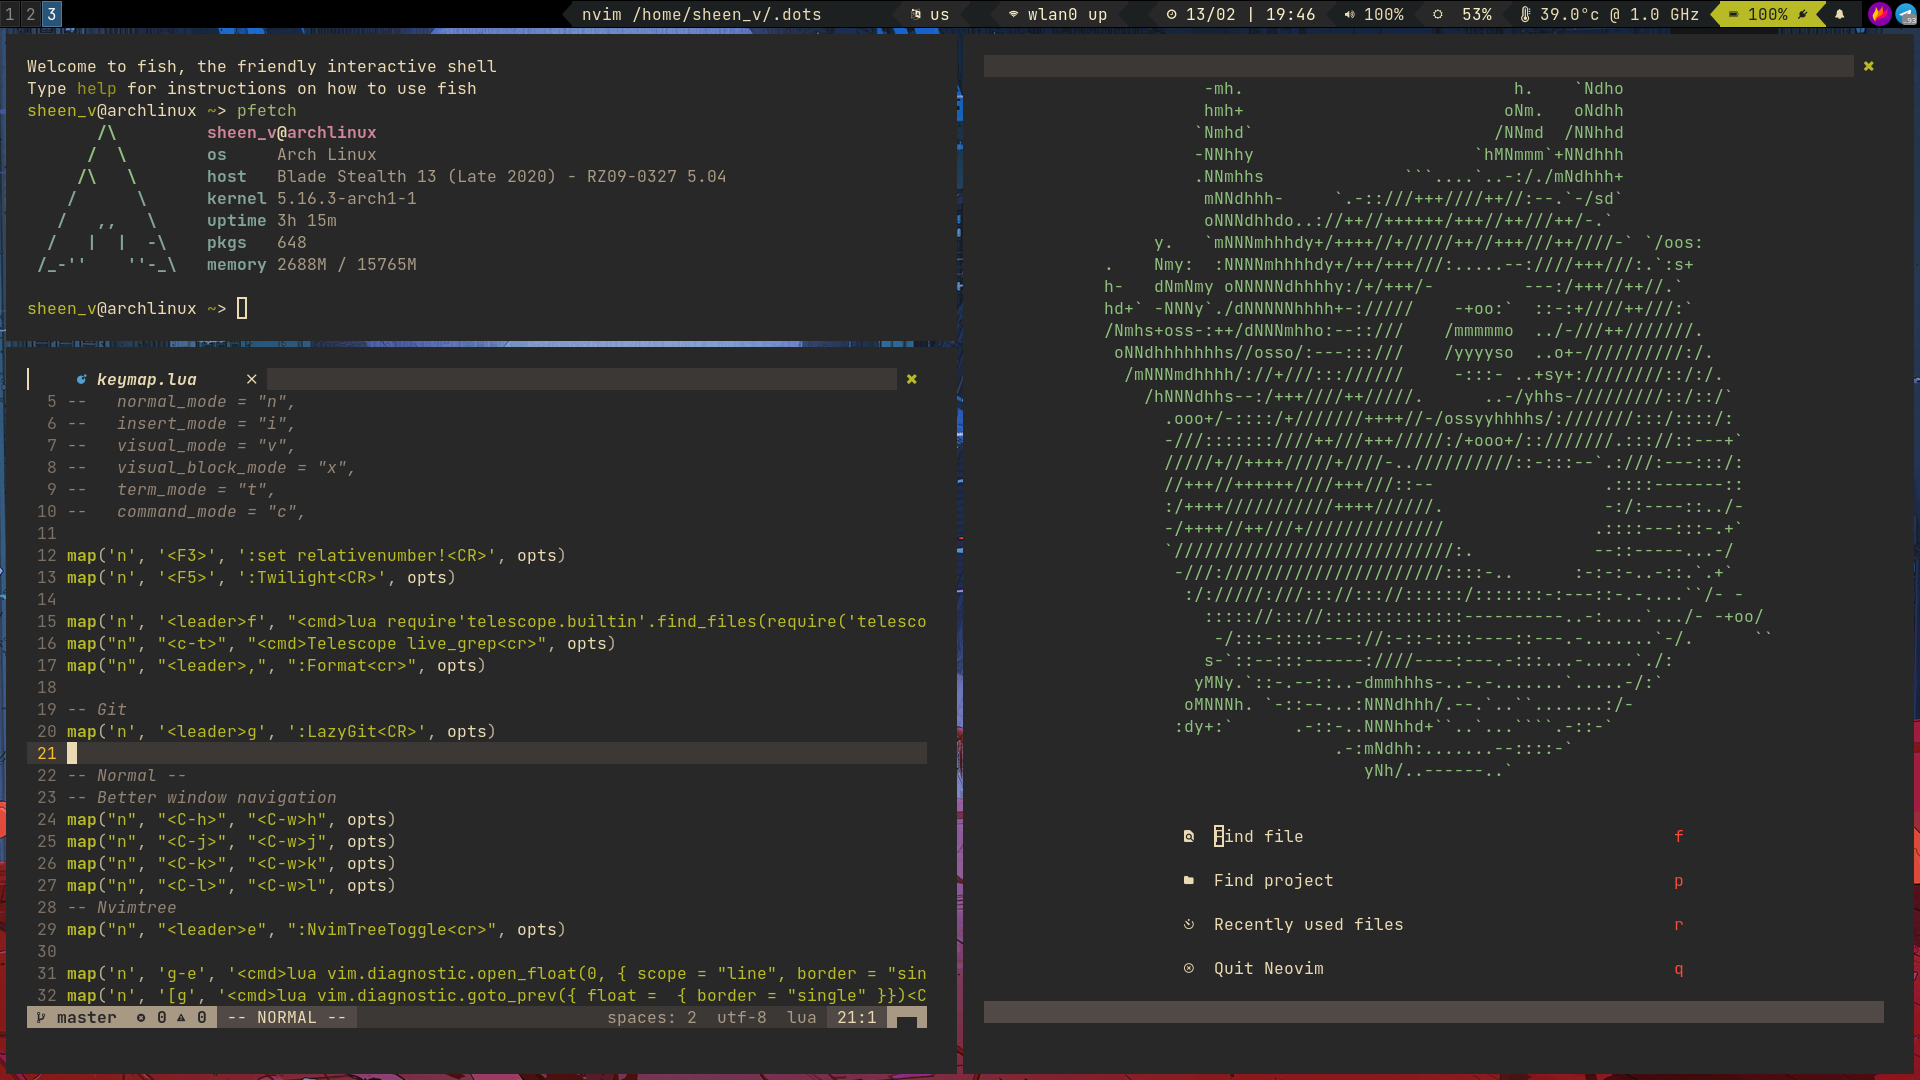 1 2 3 nvim /home/sheen_v/.dots us wlan0 up 13/02 | 19:46 100% 53% 39.0°c @ 1.0 GHz 100%
Welcome to fish, the friendly interactive shell
Type help for instructions on how to use fish
sheen_v@archlinux ~> pfetch
sheen_v@archlinux
os Arch Linux
host Blade Stealth 13 (Late 2020) - RZ09-0327 5.04
kernel 5.16.3-arch1-1
uptime 3h 15m
pkgs 648
memory 2688M / 15765M
sheen_v@archlinux ~>
keymap.lua ×
5 --   normal_mode = "n",
6 --   insert_mode = "i",
7 --   visual_mode = "v",
8 --   visual_block_mode = "x",
9 --   term_mode = "t",
10 --   command_mode = "c",
11
12 map('n', '<F3>', ':set relativenumber!<CR>', opts)
13 map('n', '<F5>', ':Twilight<CR>', opts)
14
15 map('n', '<leader>f', "<cmd>lua require'telescope.builtin'.find_files(require('telesco
16 map("n", "<c-t>", "<cmd>Telescope live_grep<cr>", opts)
17 map("n", "<leader>,", ":Format<cr>", opts)
18
19 -- Git
20 map('n', '<leader>g', ':LazyGit<CR>', opts)
21
22 -- Normal --
23 -- Better window navigation
24 map("n", "<C-h>", "<C-w>h", opts)
25 map("n", "<C-j>", "<C-w>j", opts)
26 map("n", "<C-k>", "<C-w>k", opts)
27 map("n", "<C-l>", "<C-w>l", opts)
28 -- Nvimtree
29 map("n", "<leader>e", ":NvimTreeToggle<cr>", opts)
30
31 map('n', 'g-e', '<cmd>lua vim.diagnostic.open_float(0, { scope = "line", border = "sin
32 map('n', '[g', '<cmd>lua vim.diagnostic.goto_prev({ float =  { border = "single" }})<C
master 0 0 -- NORMAL -- spaces: 2 utf-8 lua 21:1
Find file f
Find project p
Recently used files r
Quit Neovim q